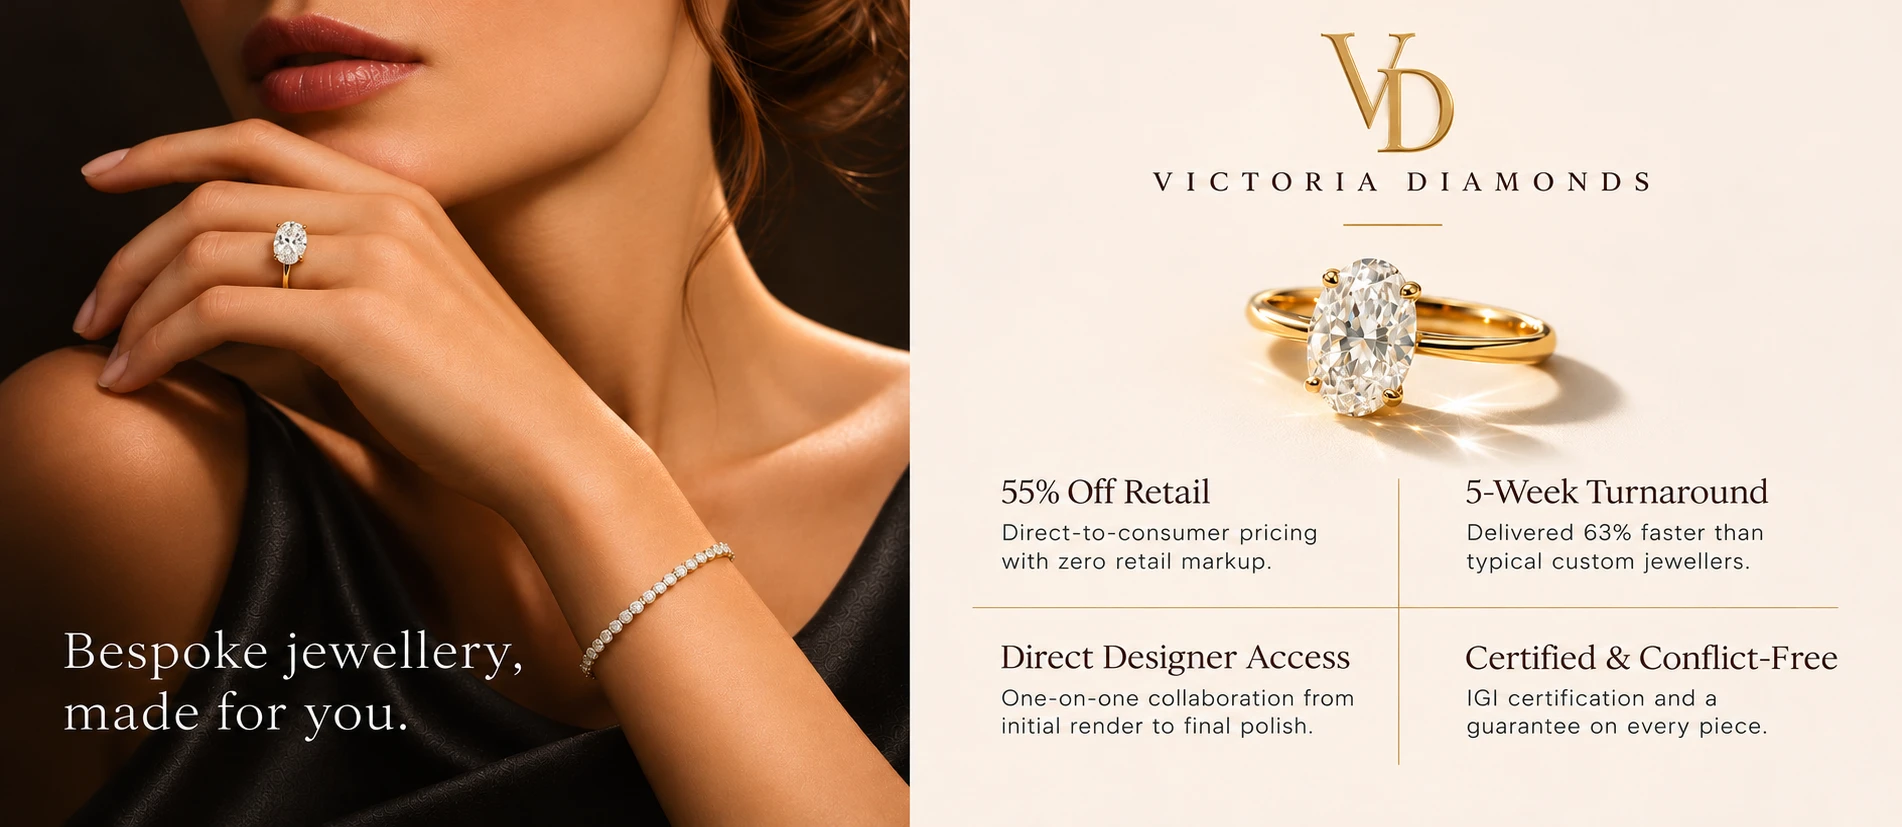 Bespoke jewellery,
made for you.
VD
VICTORIA DIAMONDS
55% Off Retail
Direct-to-consumer pricing
with zero retail markup.
5-Week Turnaround
Delivered 63% faster than
typical custom jewellers.
Direct Designer Access
One-on-one collaboration from
initial render to final polish.
Certified & Conflict-Free
IGI certification and a
guarantee on every piece.